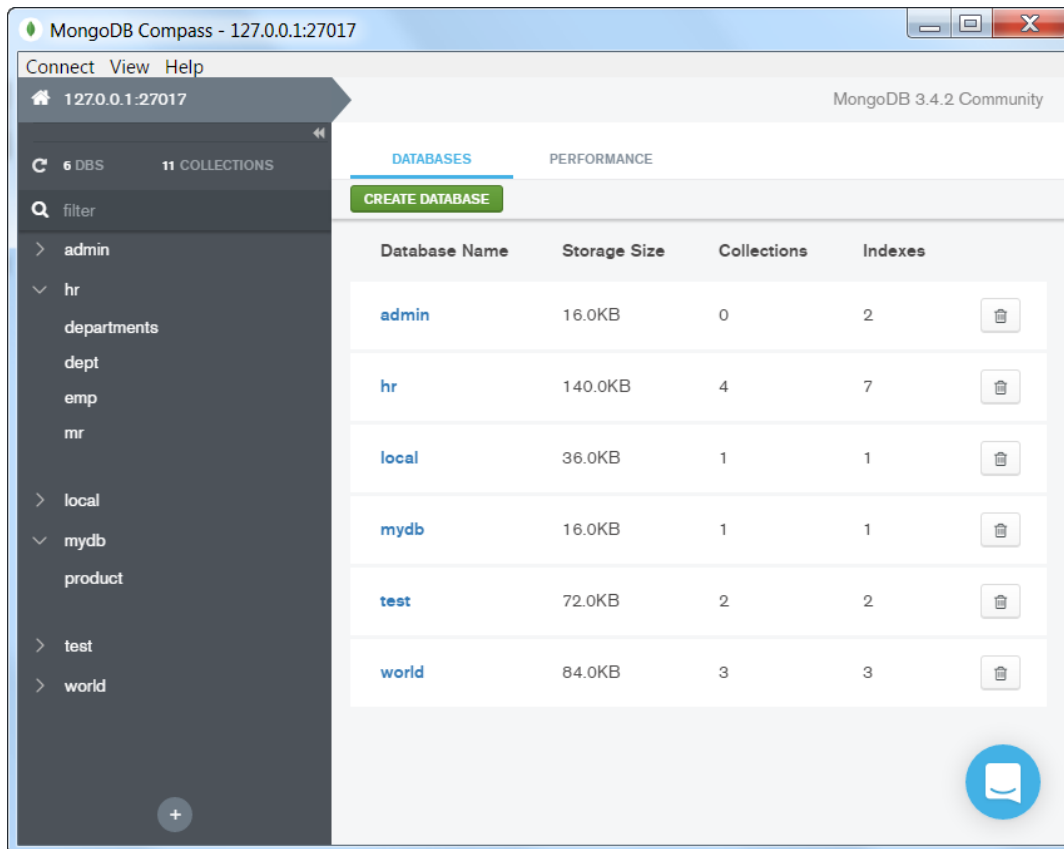 MongoDB Compass - 127.0.0.1:27017
Connect View Help
127.0.0.1:27017
MongoDB 3.4.2 Community
6 DBS 11 COLLECTIONS
filter
admin
hr
departments
dept
emp
mr
local
mydb
product
test
world
DATABASES PERFORMANCE
CREATE DATABASE
Database Name Storage Size Collections Indexes
admin 16.0KB 0 2
hr 140.0KB 4 7
local 36.0KB 1 1
mydb 16.0KB 1 1
test 72.0KB 2 2
world 84.0KB 3 3